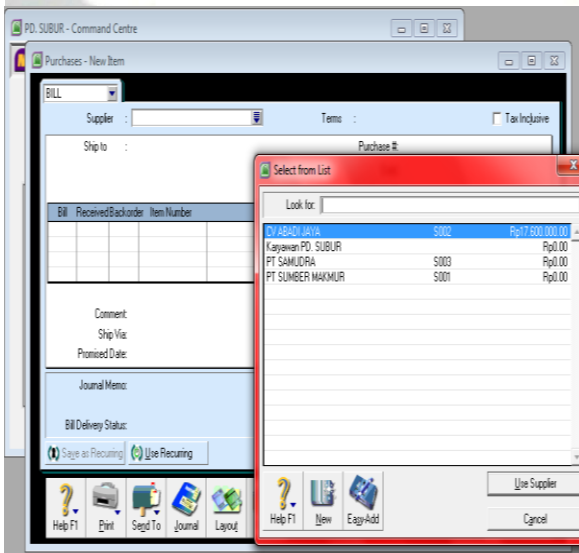 PD. SUBUR - Command Centre
Purchases - New Item
BILL
Supplier :
Terms :
Tax Inclusive
Ship to :
Purchase #:
Bill Received Backorder Item Number
Comment:
Ship Via:
Promised Date:
Journal Memo:
Bill Delivery Status:
Save as Recurring
Use Recurring
Help F1
Print
Send To
Journal
Layout
Select from List
Look for:
CV ABADI JAYA S002 Rp17.600.000.00
Karyawan PD. SUBUR Rp0.00
PT SAMUDRA S003 Rp0.00
PT SUMBER MAKMUR S001 Rp0.00
Help F1
New
Easy-Add
Use Supplier
Cancel